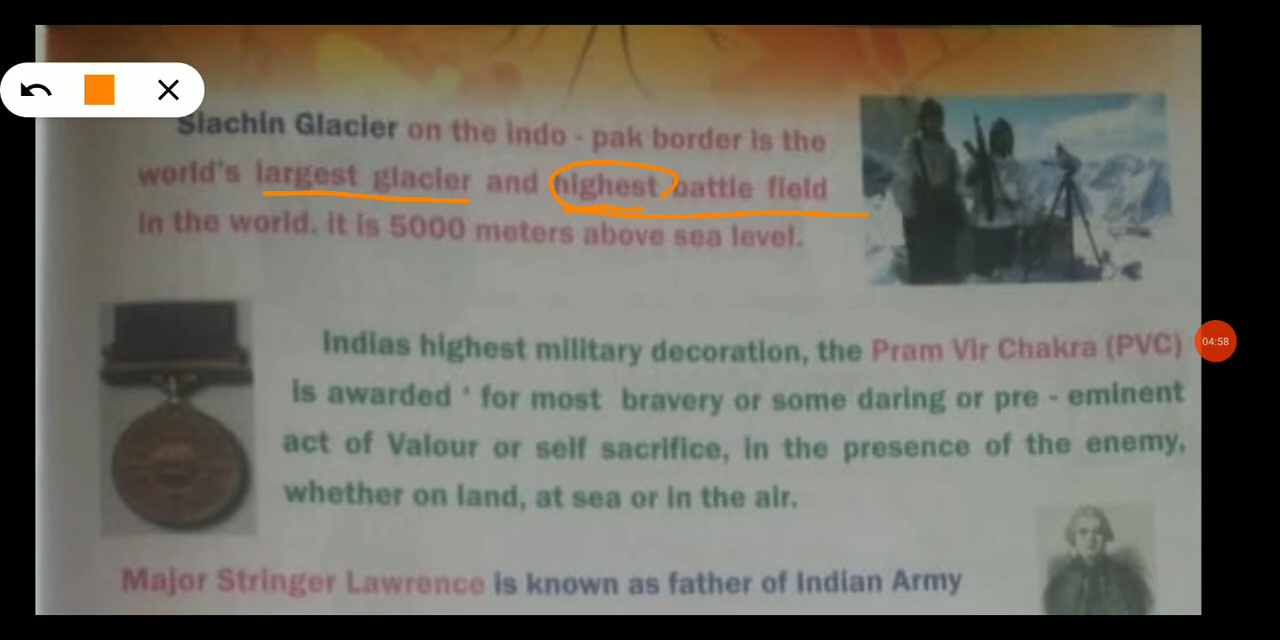 Siachin Glacier on the indo - pak border is the
world's largest glacier and highest battle field
in the world. it is 5000 meters above sea level.
Indias highest military decoration, the Pram Vir Chakra (PVC)
is awarded ' for most bravery or some daring or pre - eminent
act of Valour or self sacrifice, in the presence of the enemy,
whether on land, at sea or in the air.
04:58
Major Stringer Lawrence is known as father of Indian Army